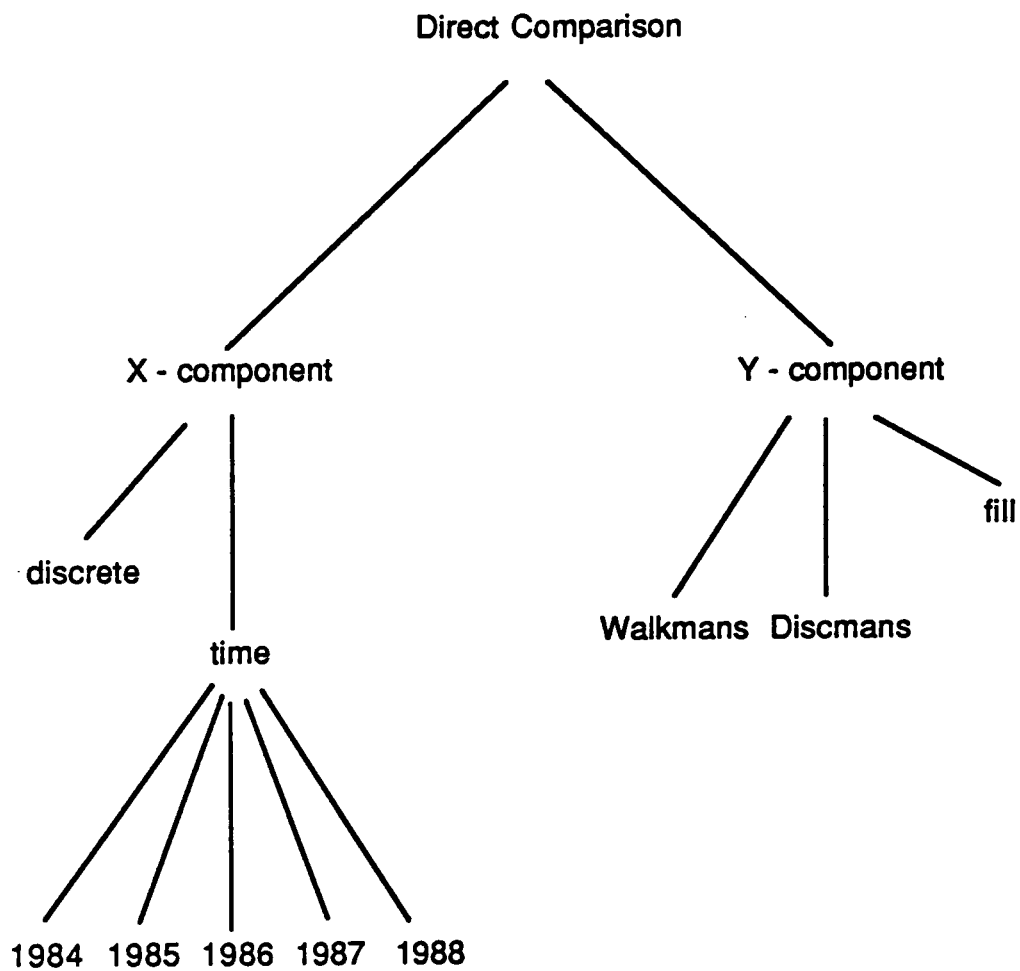 Direct Comparison
X - component
Y - component
fill
discrete
Walkmans Discmans
time
1984 1985 1986 1987 1988